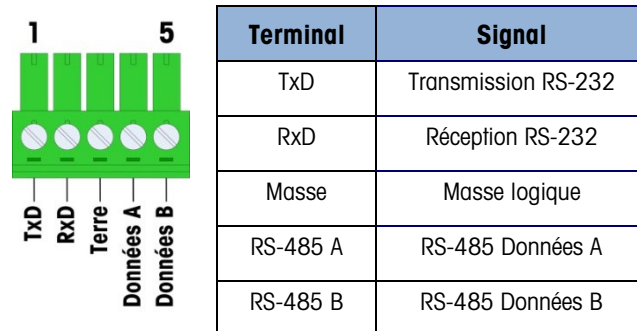 1 5
TxD
RxD
Terre
Données A
Données B
Terminal Signal
TxD Transmission RS-232
RxD Réception RS-232
Masse Masse logique
RS-485 A RS-485 Données A
RS-485 B RS-485 Données B